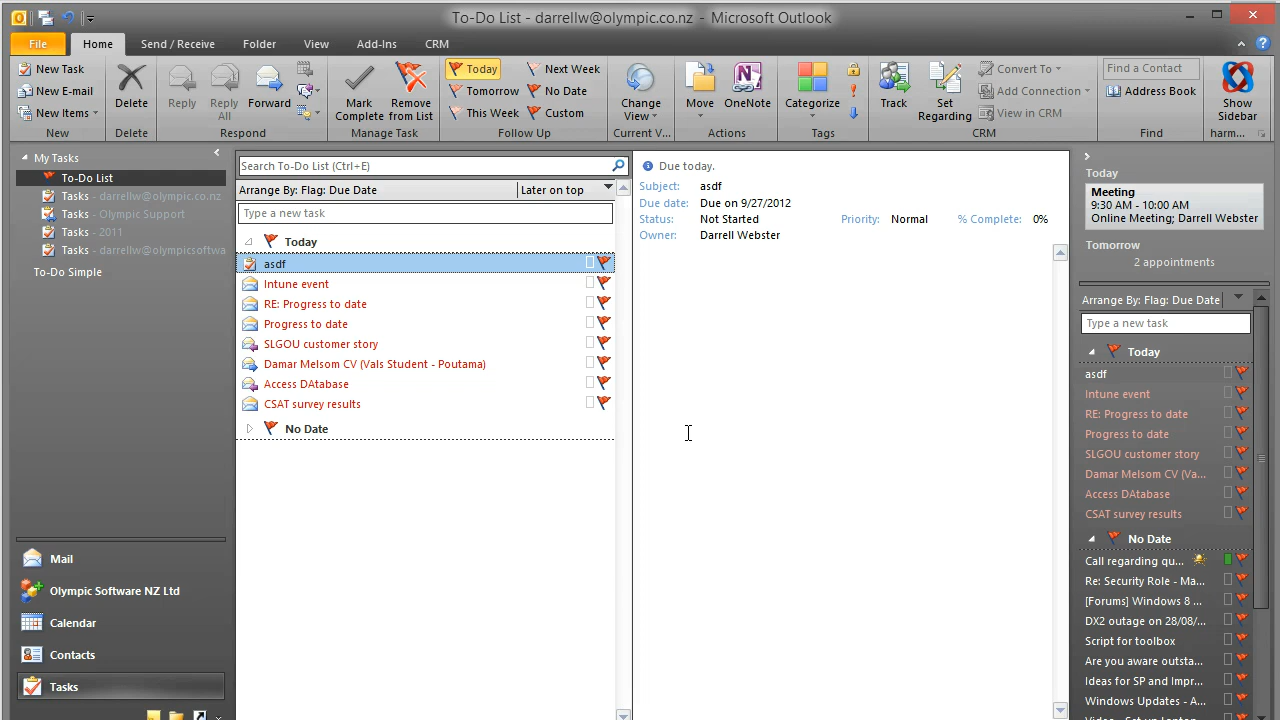 To-Do List - darrellw@olympic.co.nz - Microsoft Outlook
File
Home
Send / Receive
Folder
View
Add-Ins
CRM
New Task
New E-mail
New Items
New
Delete
Delete
Reply
Reply All
Forward
Respond
Mark Complete
Remove from List
Manage Task
Today
Tomorrow
This Week
Next Week
No Date
Custom
Follow Up
Change View
Current V...
Move
OneNote
Actions
Categorize
Tags
Track
Set Regarding
Convert To
Add Connection
View in CRM
CRM
Find a Contact
Address Book
Find
Show Sidebar
harm...
My Tasks
To-Do List
Tasks - darrellw@olympic.co.nz
Tasks - Olympic Support
Tasks - 2011
Tasks - darrellw@olympicsoftwa
To-Do Simple
Mail
Olympic Software NZ Ltd
Calendar
Contacts
Tasks
Search To-Do List (Ctrl+E)
Arrange By: Flag: Due Date
Later on top
Type a new task
Today
asdf
Intune event
RE: Progress to date
Progress to date
SLGOU customer story
Damar Melsom CV (Vals Student - Poutama)
Access DAtabase
CSAT survey results
No Date
Due today.
Subject: asdf
Due date: Due on 9/27/2012
Status: Not Started Priority: Normal % Complete: 0%
Owner: Darrell Webster
Today
Meeting
9:30 AM - 10:00 AM
Online Meeting; Darrell Webster
Tomorrow
2 appointments
Arrange By: Flag: Due Date
Type a new task
Today
asdf
Intune event
RE: Progress to date
Progress to date
SLGOU customer story
Damar Melsom CV (Va...
Access DAtabase
CSAT survey results
No Date
Call regarding qu...
Re: Security Role - Ma...
[Forums] Windows 8 ...
DX2 outage on 28/08/...
Script for toolbox
Are you aware outsta...
Ideas for SP and Impr...
Windows Updates - A...